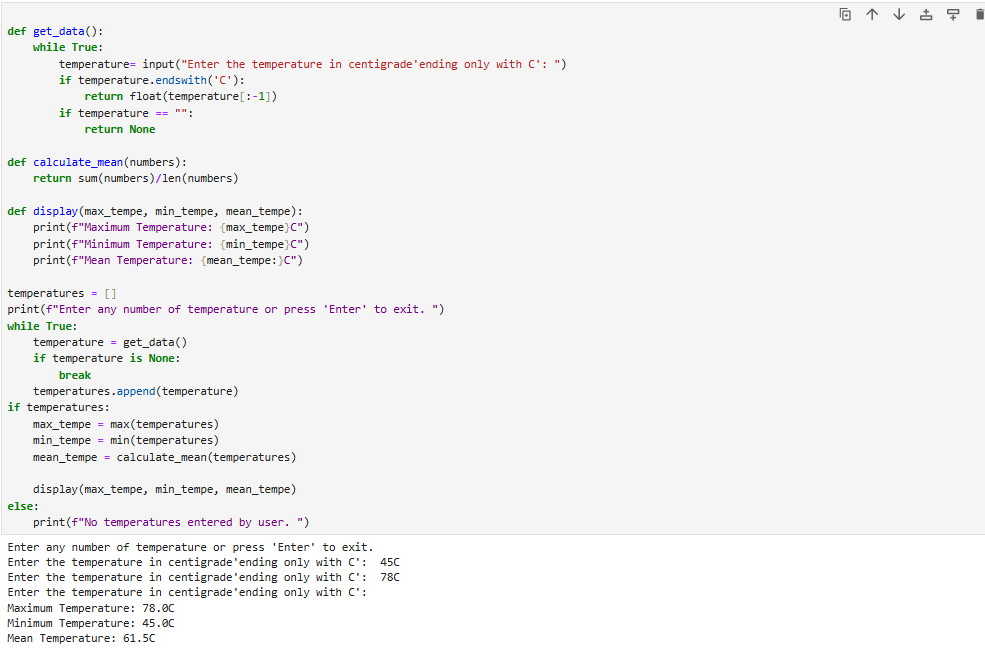 def get_data():
    while True:
        temperature= input("Enter the temperature in centigrade'ending only with C': ")
        if temperature.endswith('C'):
            return float(temperature[:-1])
        if temperature == "":
            return None

def calculate_mean(numbers):
    return sum(numbers)/len(numbers)

def display(max_tempe, min_tempe, mean_tempe):
    print(f"Maximum Temperature: {max_tempe}C")
    print(f"Minimum Temperature: {min_tempe}C")
    print(f"Mean Temperature: {mean_tempe:}C")

temperatures = []
print(f"Enter any number of temperature or press 'Enter' to exit. ")
while True:
    temperature = get_data()
    if temperature is None:
        break
    temperatures.append(temperature)
if temperatures:
    max_tempe = max(temperatures)
    min_tempe = min(temperatures)
    mean_tempe = calculate_mean(temperatures)

    display(max_tempe, min_tempe, mean_tempe)
else:
    print(f"No temperatures entered by user. ")
Enter any number of temperature or press 'Enter' to exit.
Enter the temperature in centigrade'ending only with C':  45C
Enter the temperature in centigrade'ending only with C':  78C
Enter the temperature in centigrade'ending only with C':
Maximum Temperature: 78.0C
Minimum Temperature: 45.0C
Mean Temperature: 61.5C